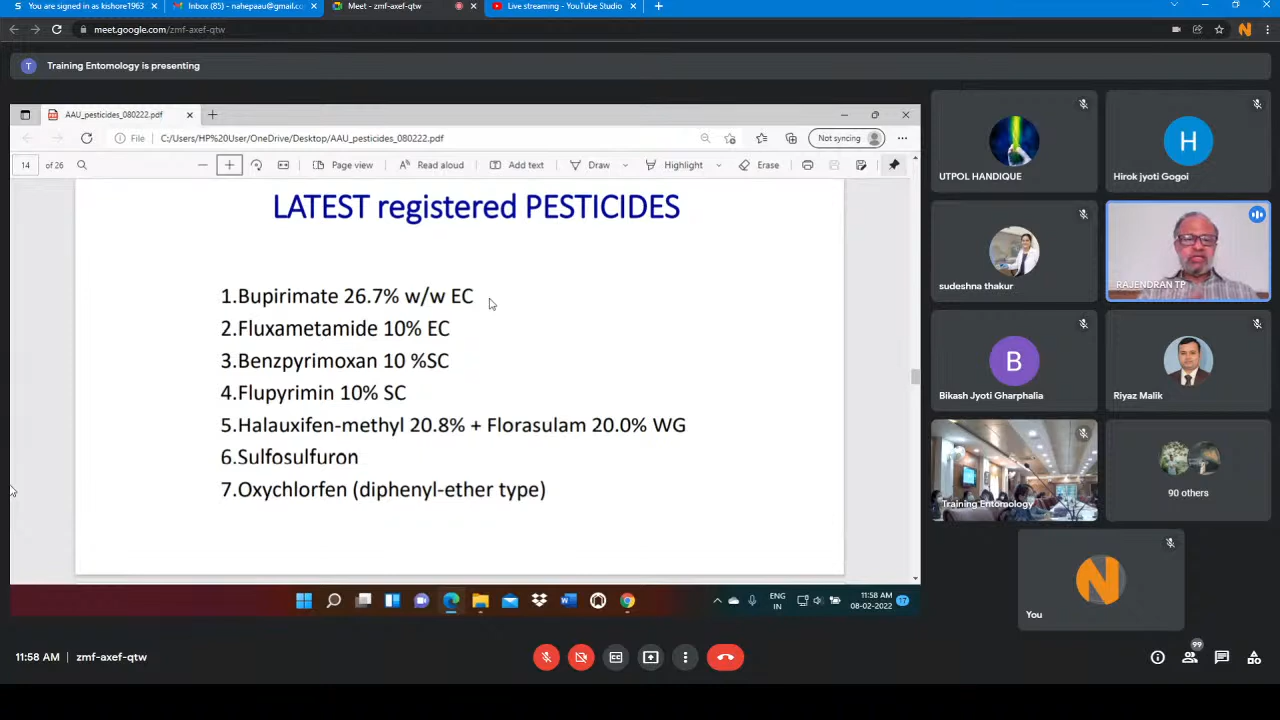 You are signed in as kishore1963
Inbox (85) - nahepaau@gmail.co
Meet - zmf-axef-qtw
Live streaming - YouTube Studio
meet.google.com/zmf-axef-qtw
T
Training Entomology is presenting
AAU_pesticides_080222.pdf
File
C:/Users/HP%20User/OneDrive/Desktop/AAU_pesticides_080222.pdf
Not syncing
14 of 26
Page view
Read aloud
Add text
Draw
Highlight
Erase
LATEST registered PESTICIDES
1.Bupirimate 26.7% w/w EC
2.Fluxametamide 10% EC
3.Benzpyrimoxan 10 %SC
4.Flupyrimin 10% SC
5.Halauxifen-methyl 20.8% + Florasulam 20.0% WG
6.Sulfosulfuron
7.Oxychlorfen (diphenyl-ether type)
ENG
IN
11:58 AM
08-02-2022
17
UTPOL HANDIQUE
H
Hirok jyoti Gogoi
sudeshna thakur
RAJENDRAN TP
B
Bikash Jyoti Gharphalia
Riyaz Malik
Training Entomology
90 others
N
You
11:58 AM | zmf-axef-qtw
99